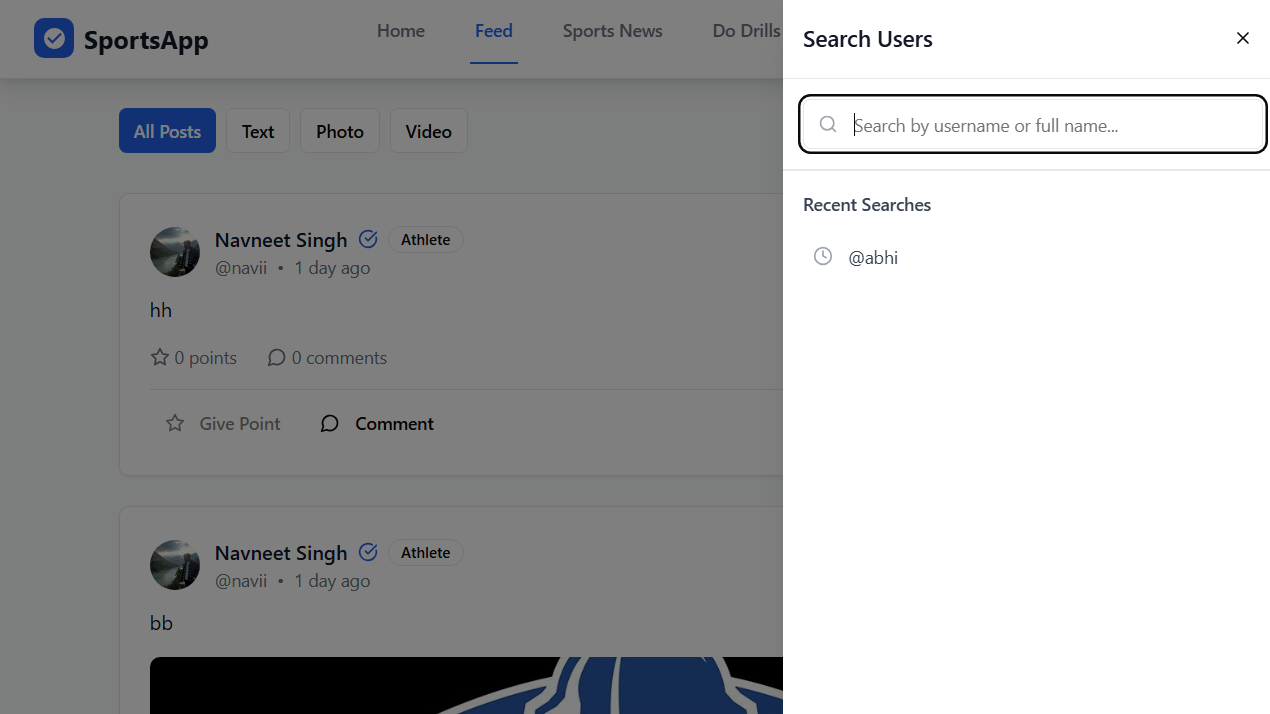 SportsApp
Home Feed Sports News Do Drills
All Posts Text Photo Video
Navneet Singh Athlete
@navii • 1 day ago
hh
0 points 0 comments
Give Point Comment
Navneet Singh Athlete
@navii • 1 day ago
bb
Search Users
Search by username or full name...
Recent Searches
@abhi